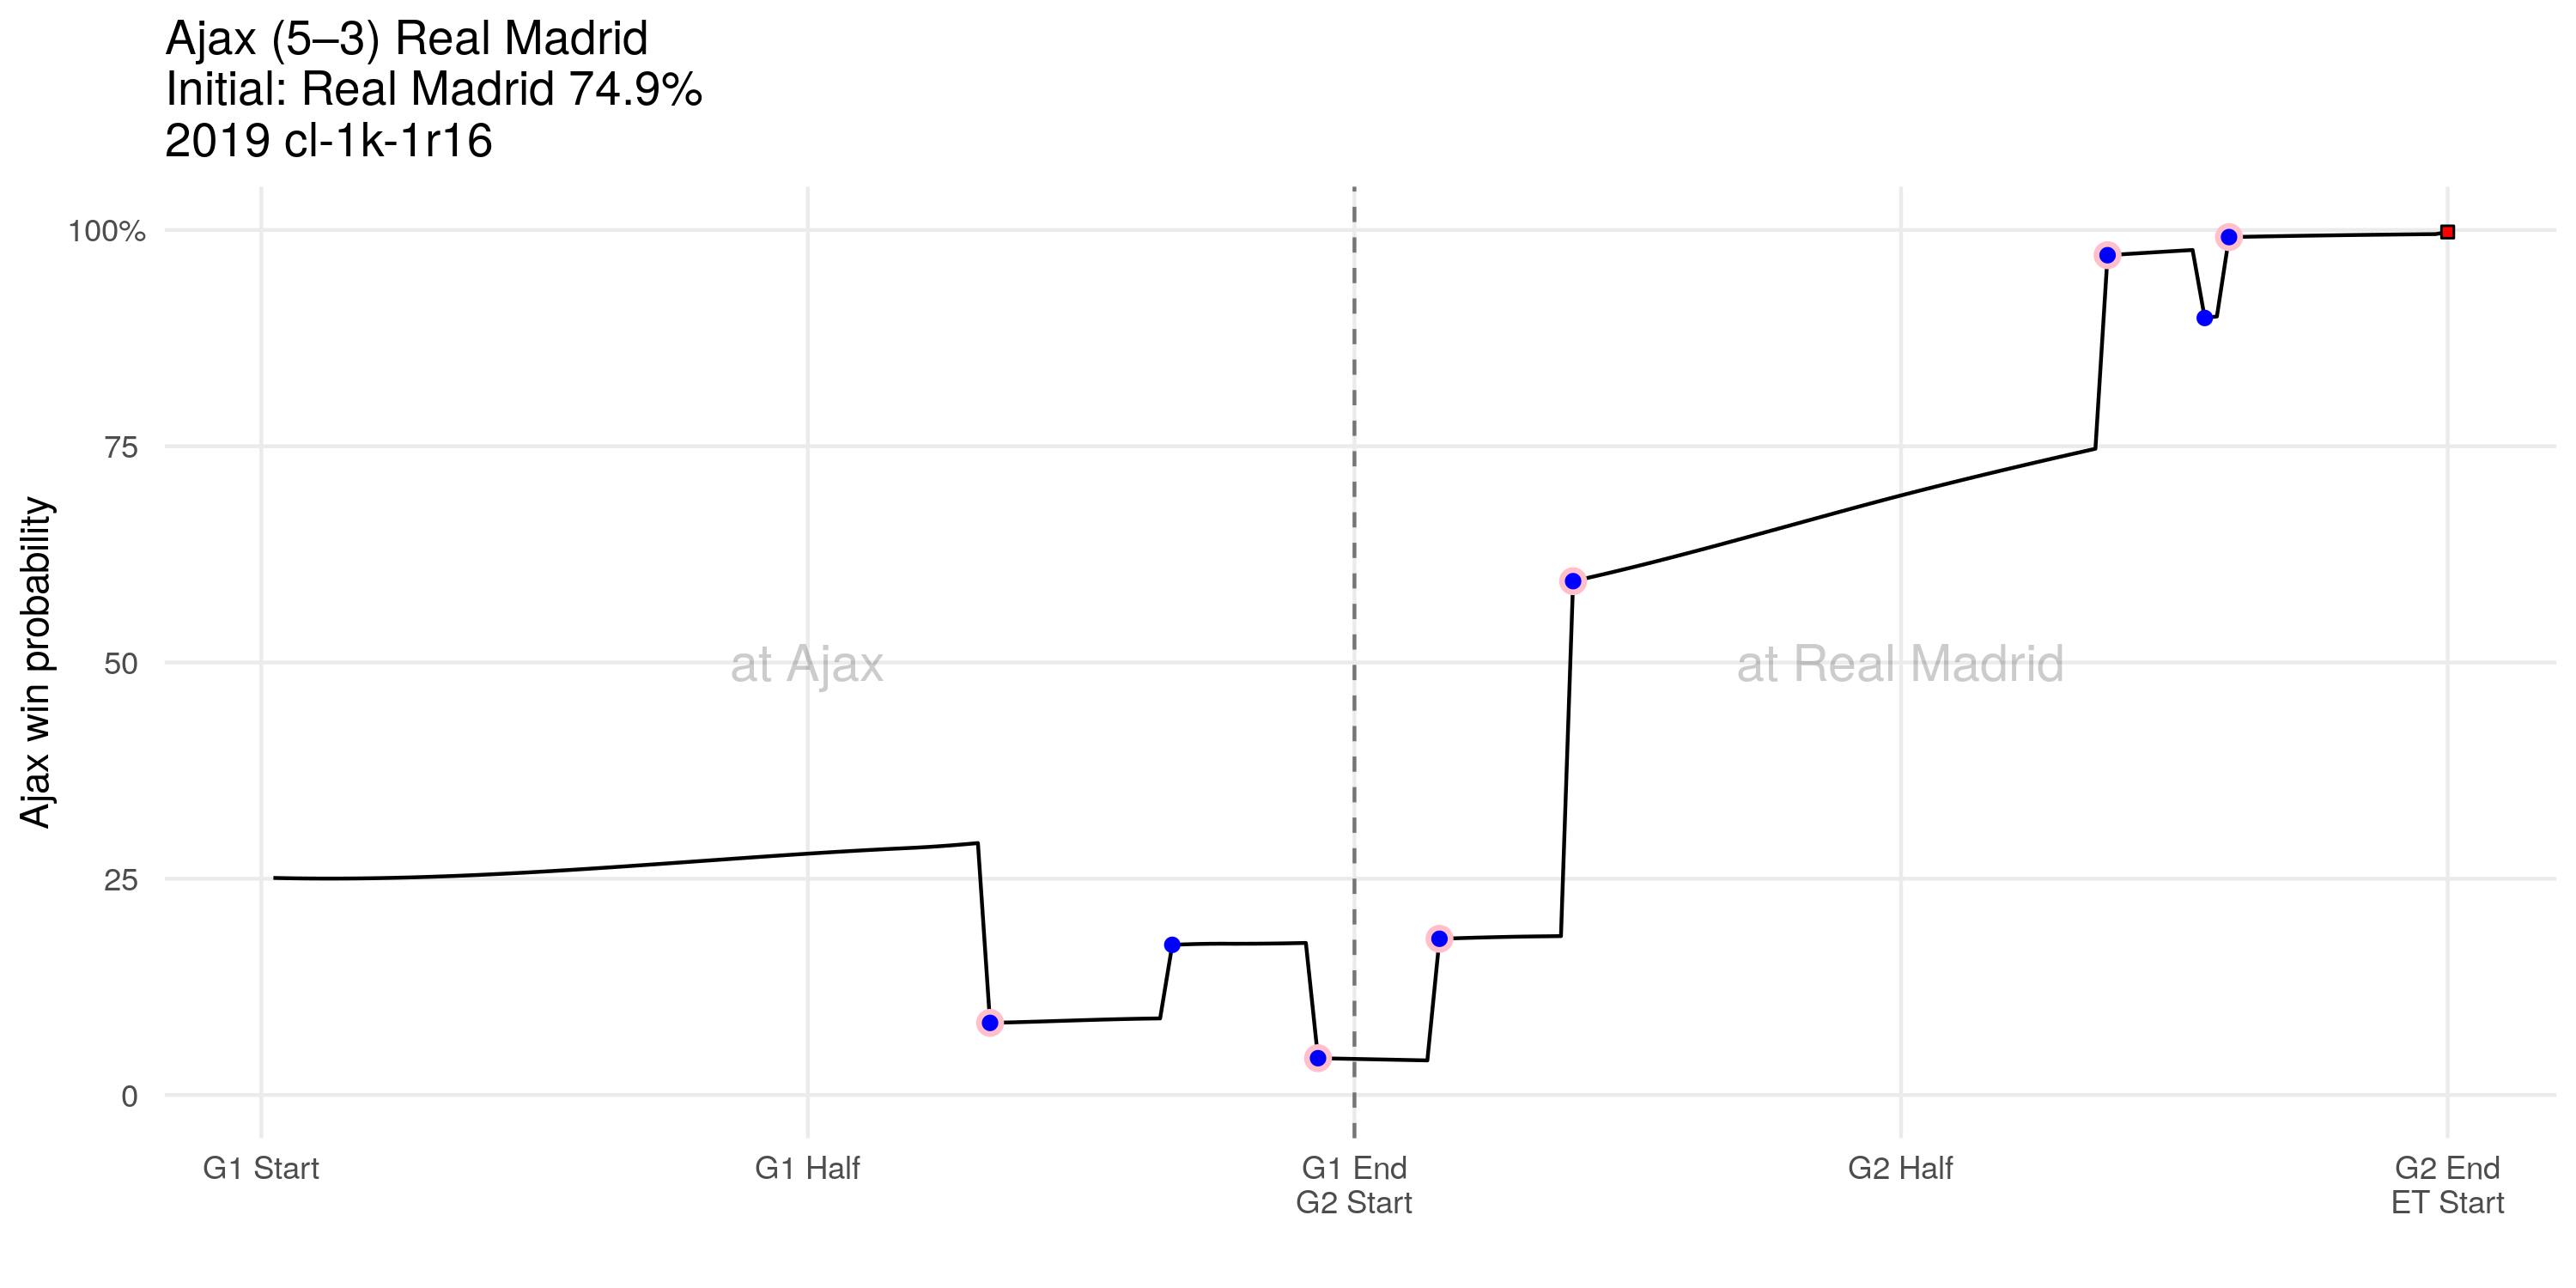 Ajax (5–3) Real Madrid
Initial: Real Madrid 74.9%
2019 cl-1k-1r16
Ajax win probability
100%
75
50
25
0
at Ajax
at Real Madrid
G1 Start
G1 Half
G1 End
G2 Start
G2 Half
G2 End
ET Start